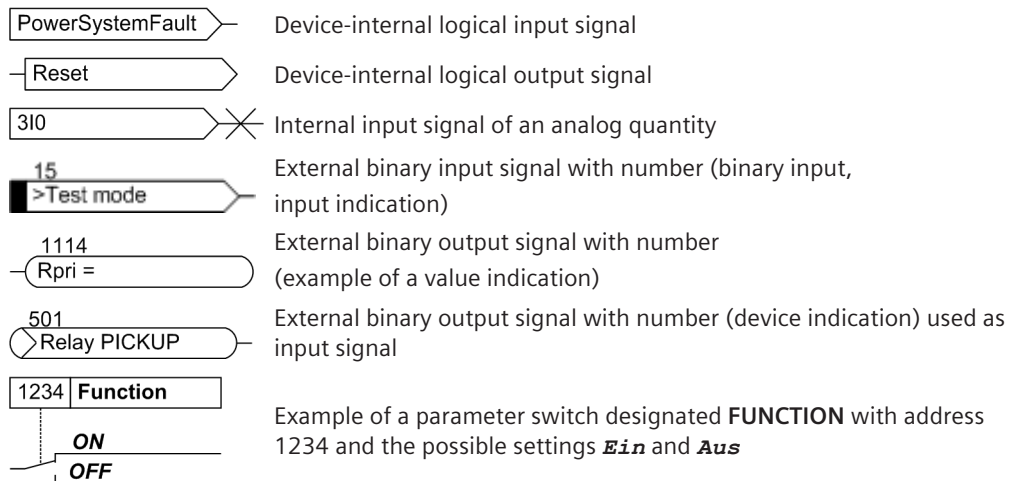 PowerSystemFault Device-internal logical input signal
Reset Device-internal logical output signal
3I0 Internal input signal of an analog quantity
15
>Test mode
External binary input signal with number (binary input,
input indication)
1114
Rpri =
External binary output signal with number
(example of a value indication)
501
Relay PICKUP
External binary output signal with number (device indication) used as
input signal
1234 Function
ON
OFF
Example of a parameter switch designated FUNCTION with address
1234 and the possible settings Ein and Aus